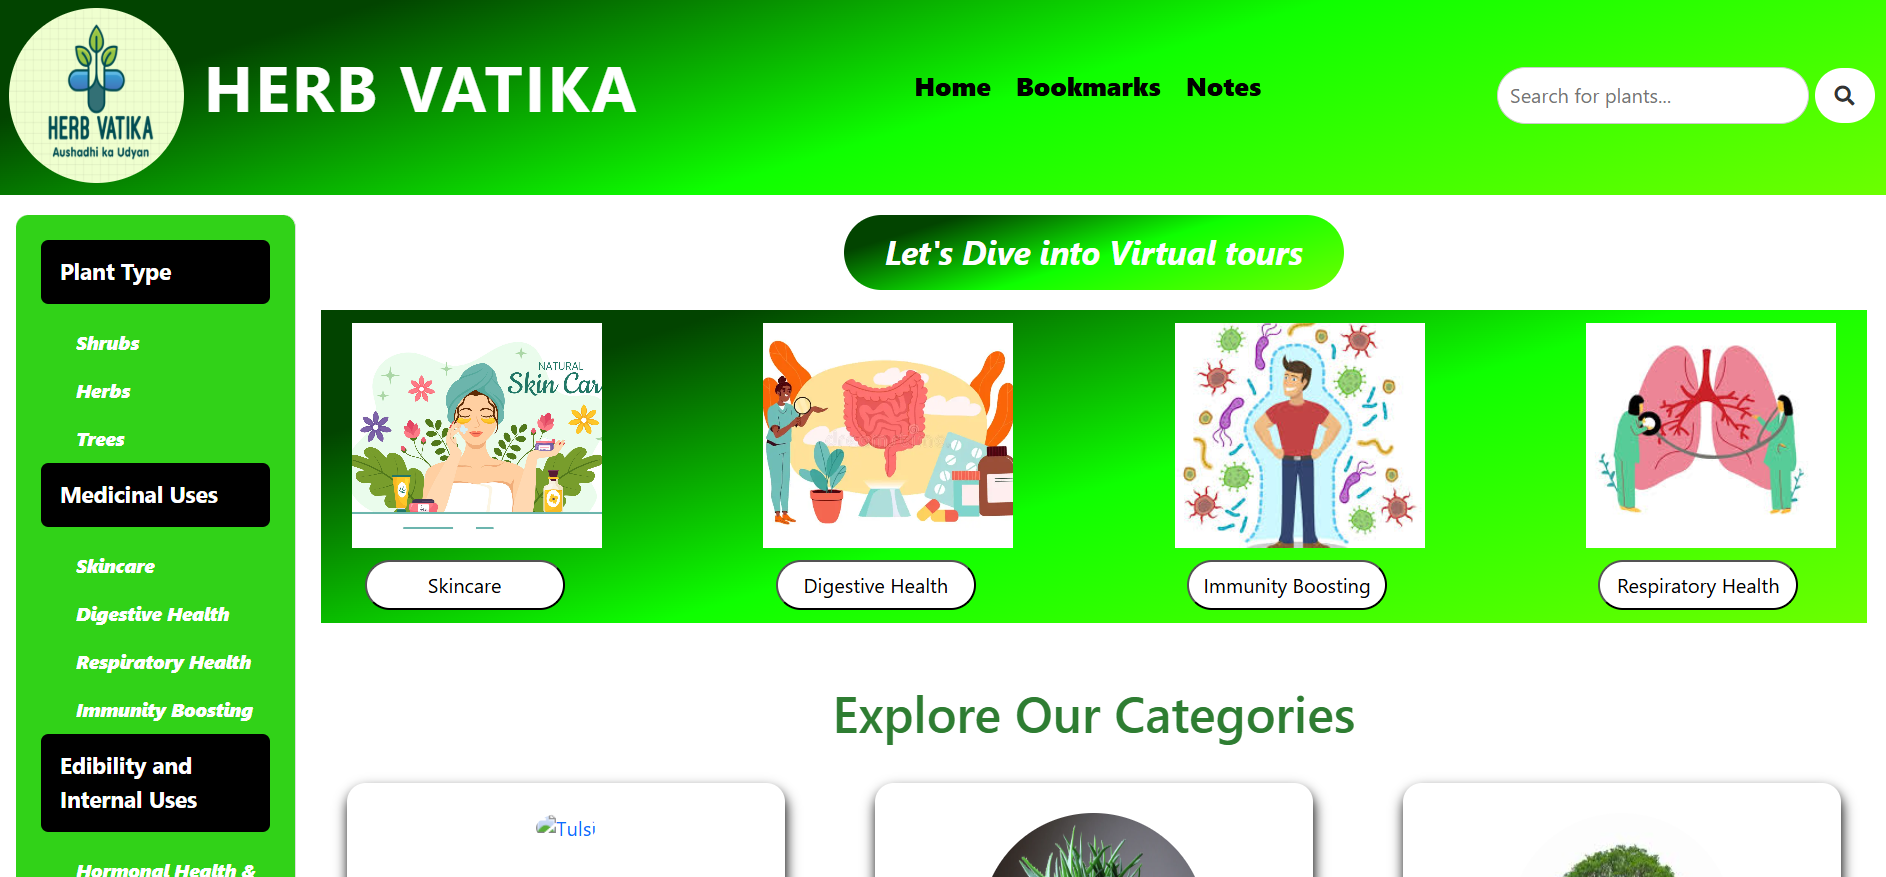 HERB VATIKA
Aushadhi ka Udyan
HERB VATIKA
Home Bookmarks Notes
Search for plants...
Plant Type
Shrubs
Herbs
Trees
Medicinal Uses
Skincare
Digestive Health
Respiratory Health
Immunity Boosting
Edibility and
Internal Uses
Hormonal Health &
Let's Dive into Virtual tours
NATURAL
Skin Car
Skincare
Digestive Health
Immunity Boosting
Respiratory Health
Explore Our Categories
Tulsi